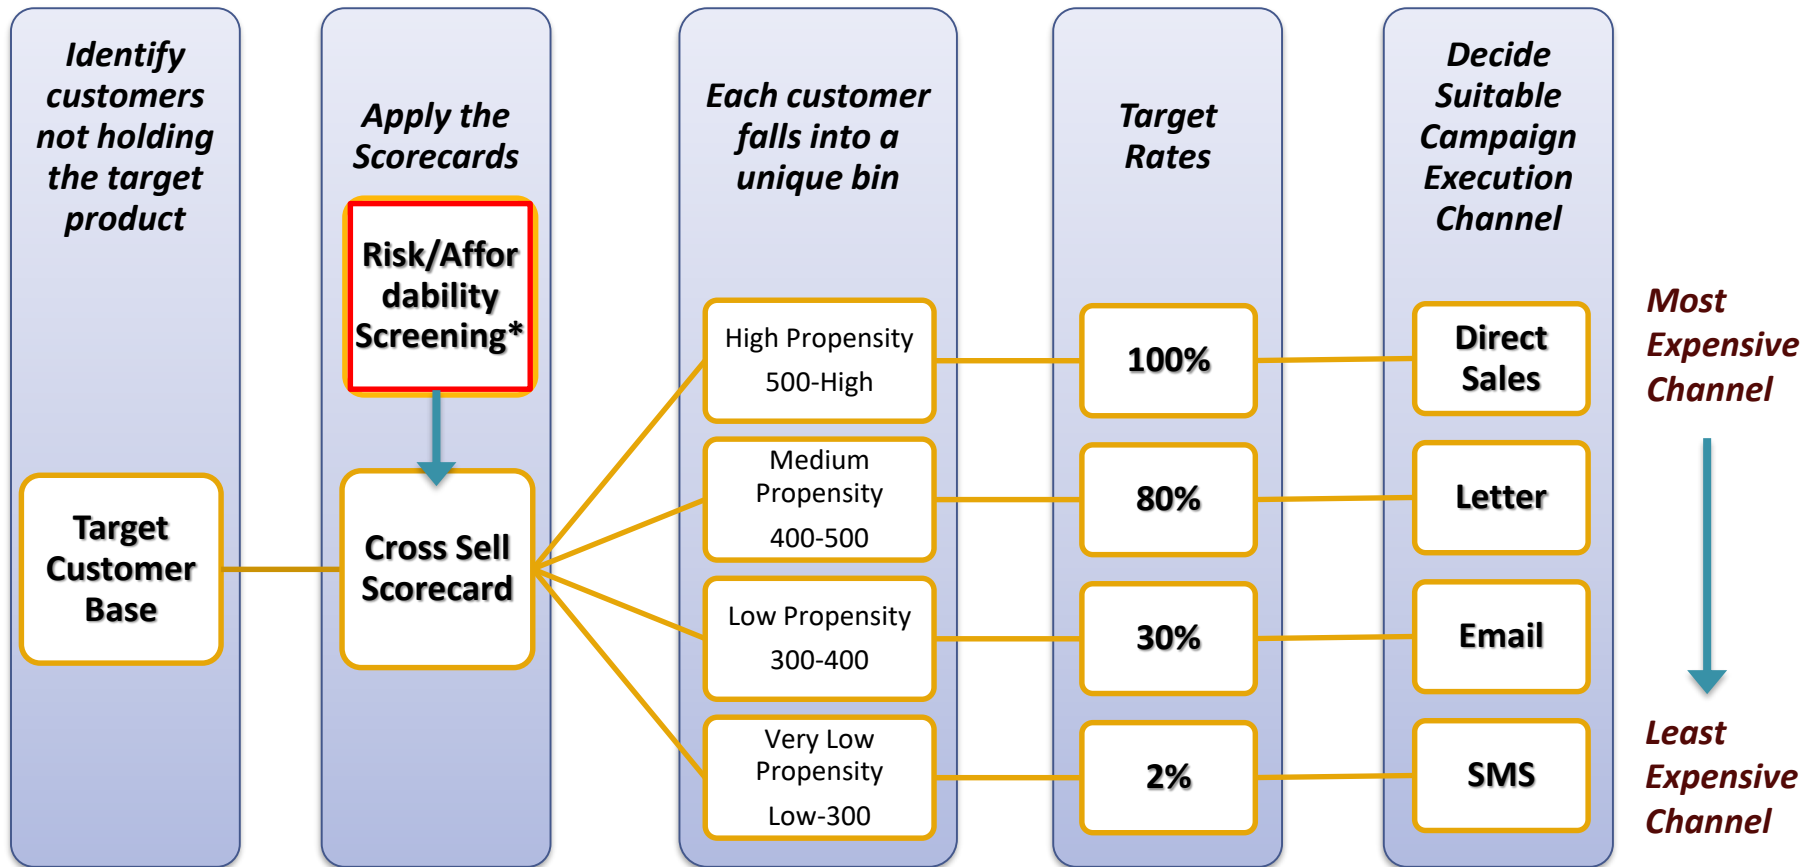 Identify
customers
not holding
the target
product
Apply the
Scorecards
Risk/Affor
dability
Screening*
Each customer
falls into a
unique bin
Target
Rates
Decide
Suitable
Campaign
Execution
Channel
Target
Customer
Base
Cross Sell
Scorecard
High Propensity
500-High
100%
Direct
Sales
Medium
Propensity
400-500
80%
Letter
Low Propensity
300-400
30%
Email
Very Low
Propensity
Low-300
2%
SMS
Most
Expensive
Channel
Least
Expensive
Channel